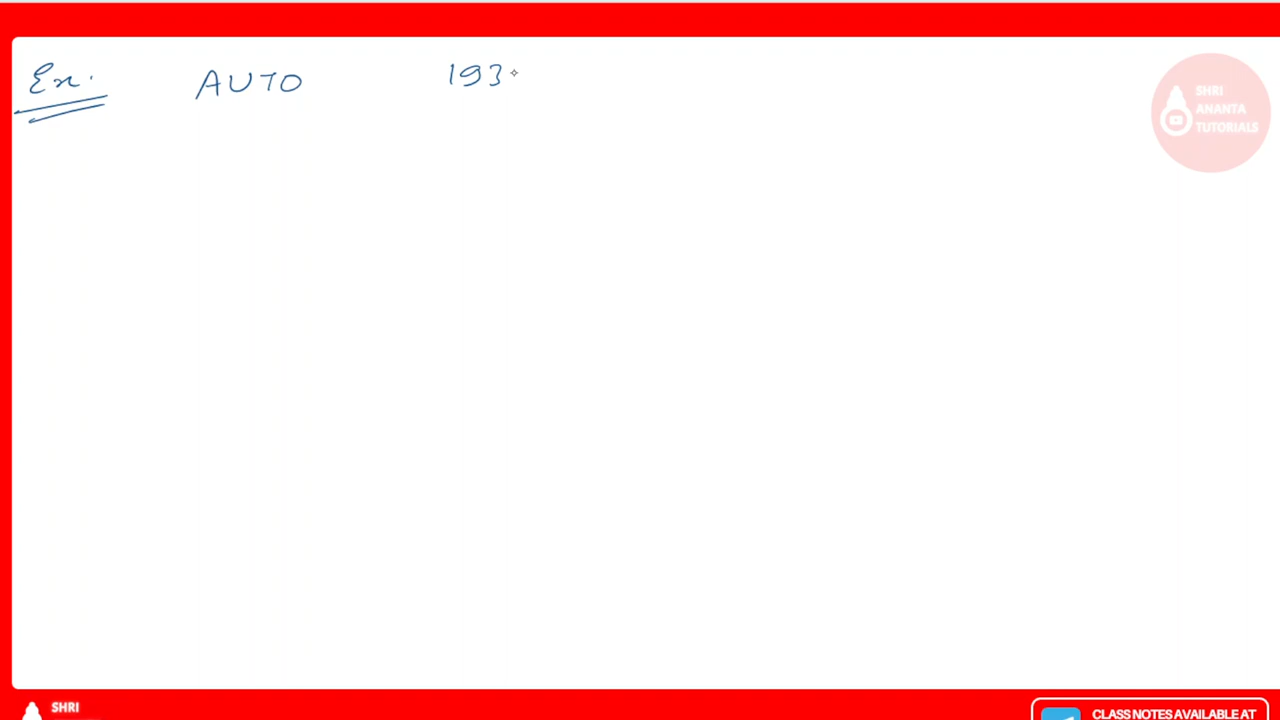 Ex. AUTO 193
SHRI
ANANTA
TUTORIALS
SHRI
CLASS NOTES AVAILABLE AT